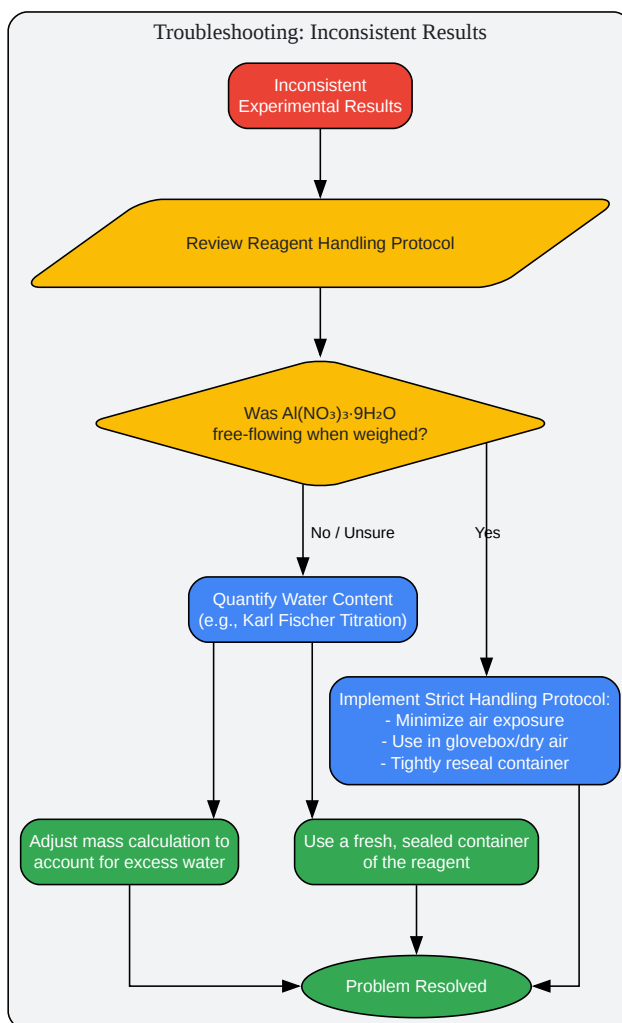 Troubleshooting: Inconsistent Results
Inconsistent
Experimental Results
Review Reagent Handling Protocol
Was Al(NO₃)₃·9H₂O
free-flowing when weighed?
No / Unsure
Yes
Quantify Water Content
(e.g., Karl Fischer Titration)
Implement Strict Handling Protocol:
- Minimize air exposure
- Use in glovebox/dry air
- Tightly reseal container
Adjust mass calculation to
account for excess water
Use a fresh, sealed container
of the reagent
Problem Resolved